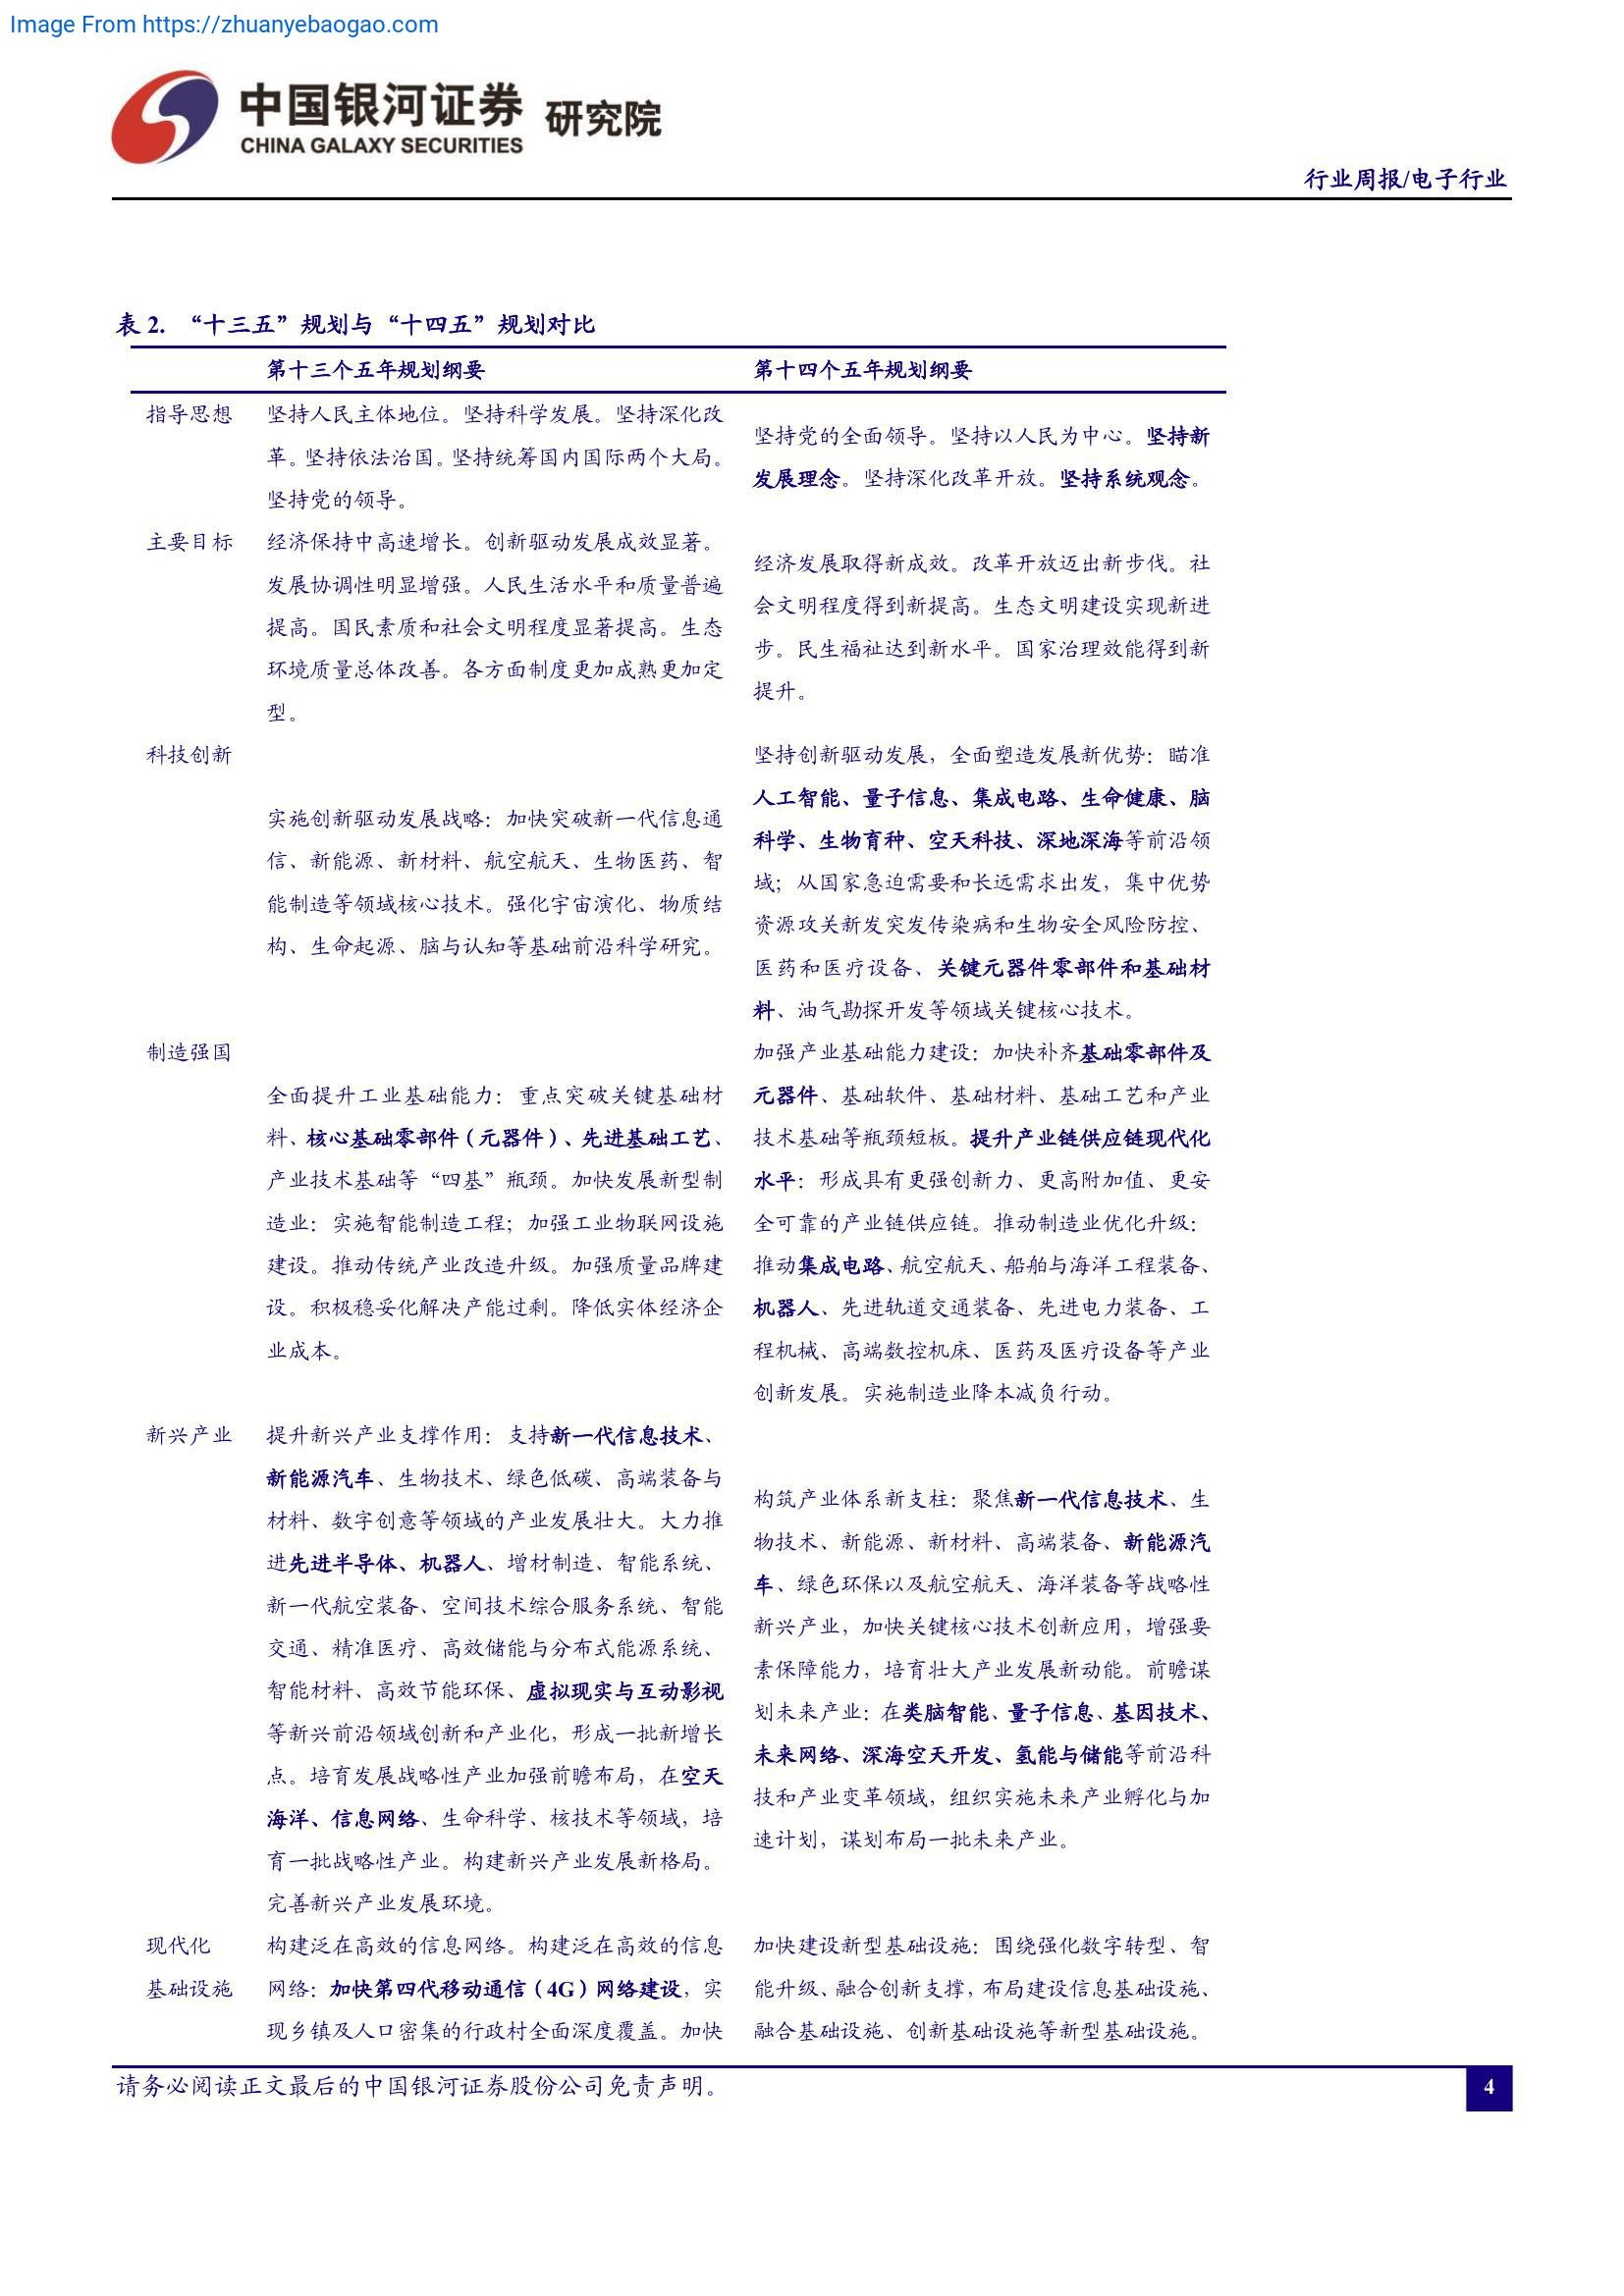 Image From https://zhuanyebaogao.com
中国银河证券 研究院
CHINA GALAXY SECURITIES
行业周报/电子行业
表 2. “十三五”规划与“十四五”规划对比
第十三个五年规划纲要 第十四个五年规划纲要
指导思想
坚持人民主体地位。坚持科学发展。坚持深化改
革。坚持依法治国。坚持统筹国内国际两个大局。
坚持党的领导。
坚持党的全面领导。坚持以人民为中心。坚持新
发展理念。坚持深化改革开放。坚持系统观念。
主要目标
经济保持中高速增长。创新驱动发展成效显著。
发展协调性明显增强。人民生活水平和质量普遍
提高。国民素质和社会文明程度显著提高。生态
环境质量总体改善。各方面制度更加成熟更加定
型。
经济发展取得新成效。改革开放迈出新步伐。社
会文明程度得到新提高。生态文明建设实现新进
步。民生福祉达到新水平。国家治理效能得到新
提升。
科技创新
实施创新驱动发展战略：加快突破新一代信息通
信、新能源、新材料、航空航天、生物医药、智
能制造等领域核心技术。强化宇宙演化、物质结
构、生命起源、脑与认知等基础前沿科学研究。
坚持创新驱动发展，全面塑造发展新优势：瞄准
人工智能、量子信息、集成电路、生命健康、脑
科学、生物育种、空天科技、深地深海等前沿领
域；从国家急迫需要和长远需求出发，集中优势
资源攻关新发突发传染病和生物安全风险防控、
医药和医疗设备、关键元器件零部件和基础材
料、油气勘探开发等领域关键核心技术。
制造强国
全面提升工业基础能力：重点突破关键基础材
料、核心基础零部件（元器件）、先进基础工艺、
产业技术基础等“四基”瓶颈。加快发展新型制
造业：实施智能制造工程；加强工业物联网设施
建设。推动传统产业改造升级。加强质量品牌建
设。积极稳妥化解决产能过剩。降低实体经济企
业成本。
加强产业基础能力建设：加快补齐基础零部件及
元器件、基础软件、基础材料、基础工艺和产业
技术基础等瓶颈短板。提升产业链供应链现代化
水平：形成具有更强创新力、更高附加值、更安
全可靠的产业链供应链。推动制造业优化升级：
推动集成电路、航空航天、船舶与海洋工程装备、
机器人、先进轨道交通装备、先进电力装备、工
程机械、高端数控机床、医药及医疗设备等产业
创新发展。实施制造业降本减负行动。
新兴产业
提升新兴产业支撑作用：支持新一代信息技术、
新能源汽车、生物技术、绿色低碳、高端装备与
材料、数字创意等领域的产业发展壮大。大力推
进先进半导体、机器人、增材制造、智能系统、
新一代航空装备、空间技术综合服务系统、智能
交通、精准医疗、高效储能与分布式能源系统、
智能材料、高效节能环保、虚拟现实与互动影视
等新兴前沿领域创新和产业化，形成一批新增长
点。培育发展战略性产业加强前瞻布局，在空天
海洋、信息网络、生命科学、核技术等领域，培
育一批战略性产业。构建新兴产业发展新格局。
完善新兴产业发展环境。
构筑产业体系新支柱：聚焦新一代信息技术、生
物技术、新能源、新材料、高端装备、新能源汽
车、绿色环保以及航空航天、海洋装备等战略性
新兴产业，加快关键核心技术创新应用，增强要
素保障能力，培育壮大产业发展新动能。前瞻谋
划未来产业：在类脑智能、量子信息、基因技术、
未来网络、深海空天开发、氢能与储能等前沿科
技和产业变革领域，组织实施未来产业孵化与加
速计划，谋划布局一批未来产业。
现代化
基础设施
构建泛在高效的信息网络。构建泛在高效的信息
网络：加快第四代移动通信（4G）网络建设，实
现乡镇及人口密集的行政村全面深度覆盖。加快
加快建设新型基础设施：围绕强化数字转型、智
能升级、融合创新支撑，布局建设信息基础设施、
融合基础设施、创新基础设施等新型基础设施。
请务必阅读正文最后的中国银河证券股份公司免责声明。
4